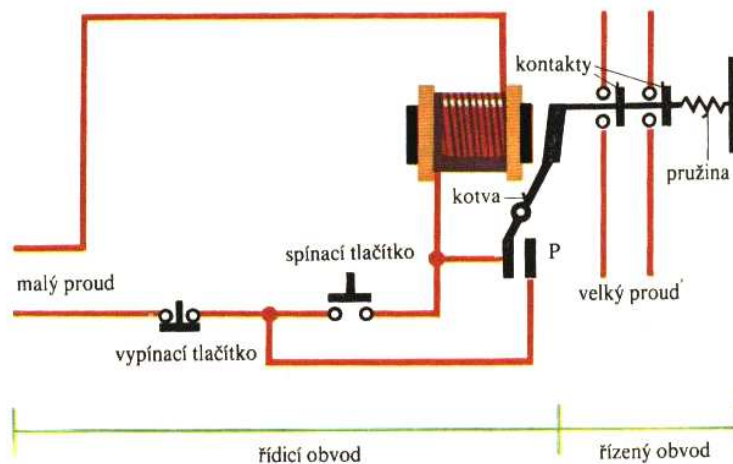 kontakty
pružina
kotva
spínací tlačítko
P
malý proud
velký proud
vypínací tlačítko
řídicí obvod
řízený obvod